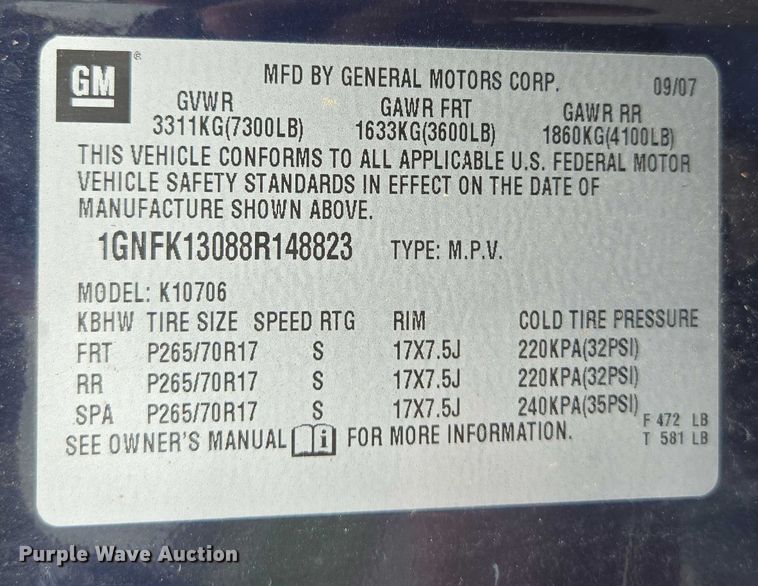 GM
MFD BY GENERAL MOTORS CORP. 09/07
GVWR GAWR FRT GAWR RR
3311KG(7300LB) 1633KG(3600LB) 1860KG(4100LB)
THIS VEHICLE CONFORMS TO ALL APPLICABLE U.S. FEDERAL MOTOR
VEHICLE SAFETY STANDARDS IN EFFECT ON THE DATE OF
MANUFACTURE SHOWN ABOVE.
1GNFK13088R148823 TYPE: M.P.V.
MODEL: K10706
KBHW TIRE SIZE SPEED RTG RIM COLD TIRE PRESSURE
FRT P265/70R17 S 17X7.5J 220KPA(32PSI)
RR P265/70R17 S 17X7.5J 220KPA(32PSI)
SPA P265/70R17 S 17X7.5J 240KPA(35PSI) F 472 LB
SEE OWNER'S MANUAL i FOR MORE INFORMATION. T 581 LB
Purple Wave Auction